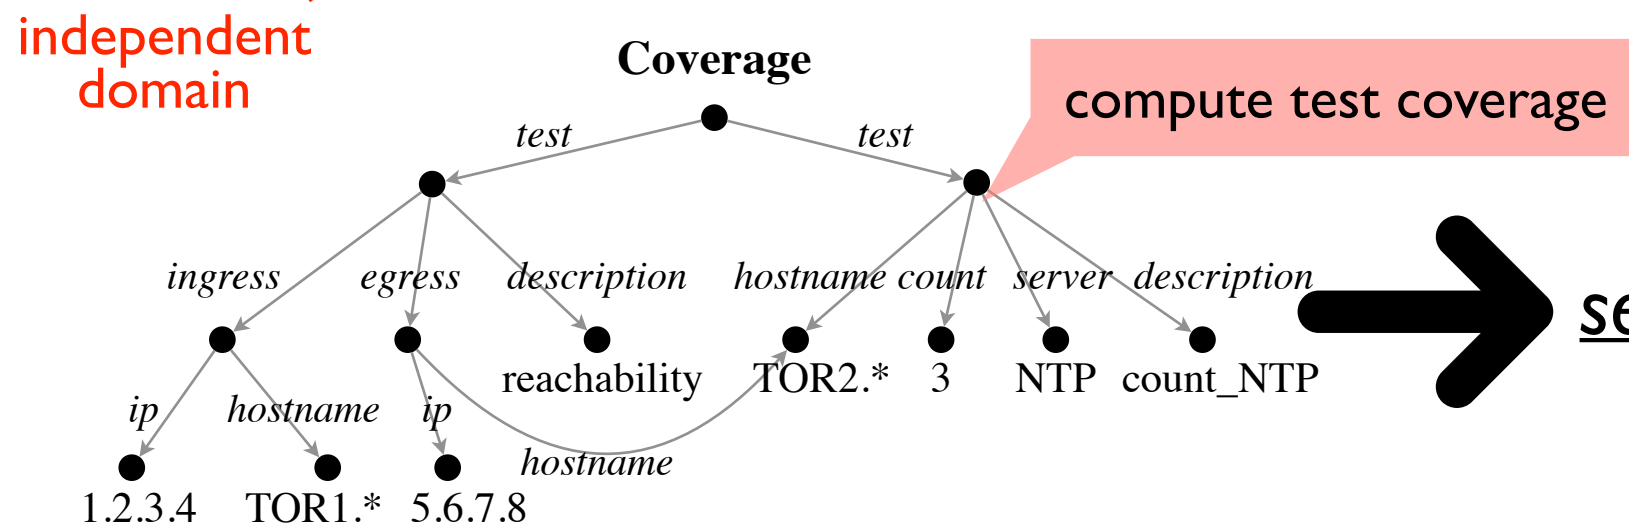 independent
domain
Coverage
compute test coverage
test test
ingress egress description hostname count server description
se
reachability TOR2.* 3 NTP count_NTP
ip hostname ip
hostname
1.2.3.4 TOR1.* 5.6.7.8